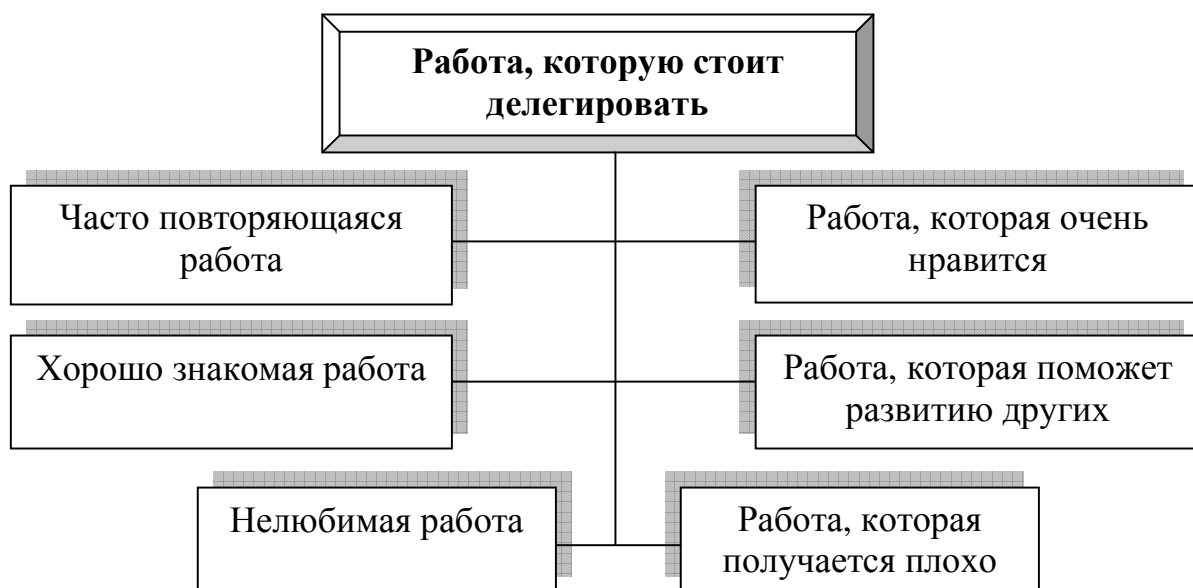 Работа, которую стоит
делегировать
Часто повторяющаяся
работа
Работа, которая очень
нравится
Хорошо знакомая работа
Работа, которая поможет
развитию других
Нелюбимая работа
Работа, которая
получается плохо